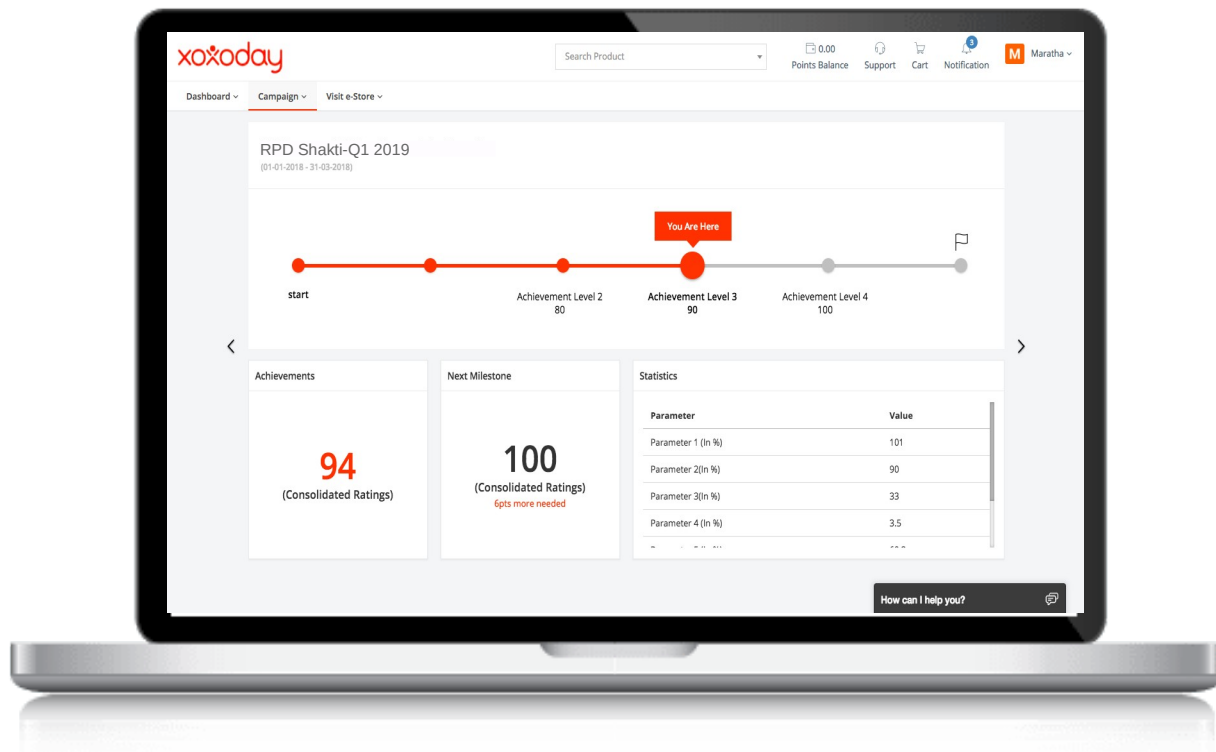 xoxoday
Search Product
0.00
Points Balance
Support
Cart
3
Notification
M
Maratha
Dashboard
Campaign
Visit e-Store
RPD Shakti-Q1 2019
(01-01-2018 - 31-03-2018)
You Are Here
start
Achievement Level 2
80
Achievement Level 3
90
Achievement Level 4
100
Achievements
94
(Consolidated Ratings)
Next Milestone
100
(Consolidated Ratings)
6pts more needed
Statistics
Parameter Value
Parameter 1 (In %) 101
Parameter 2(In %) 90
Parameter 3(In %) 33
Parameter 4 (In %) 3.5
How can I help you?